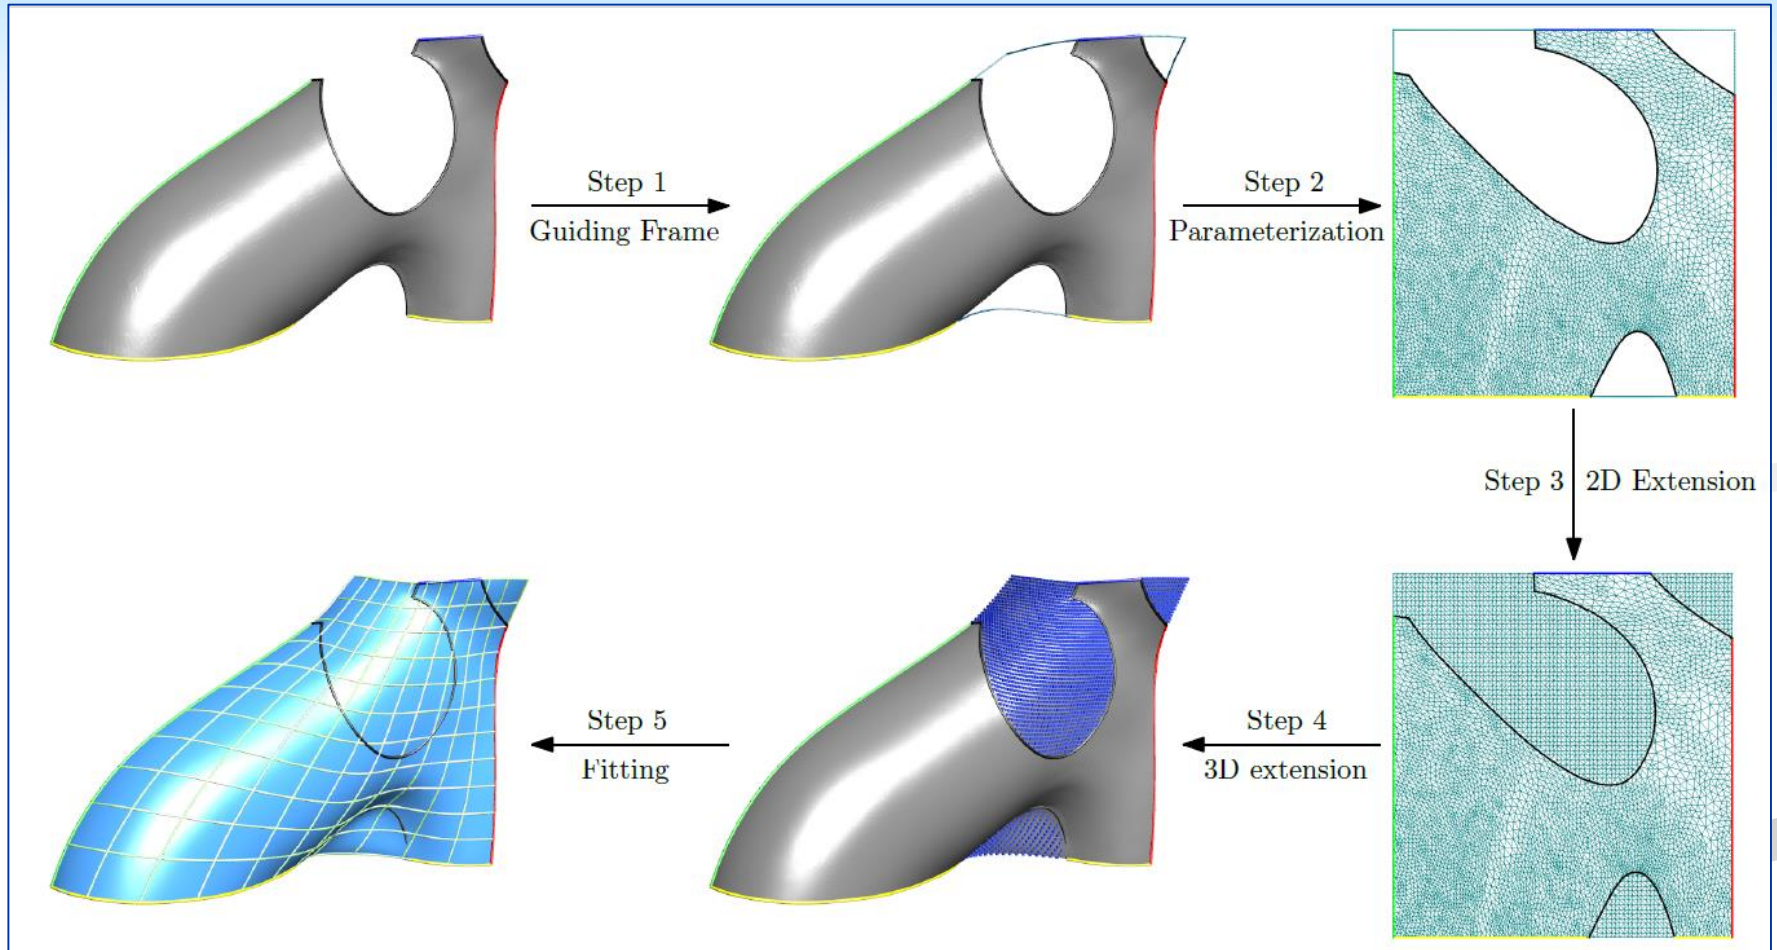 Step 1
Guiding Frame
Step 2
Parameterization
Step 3 2D Extension
Step 4
3D extension
Step 5
Fitting